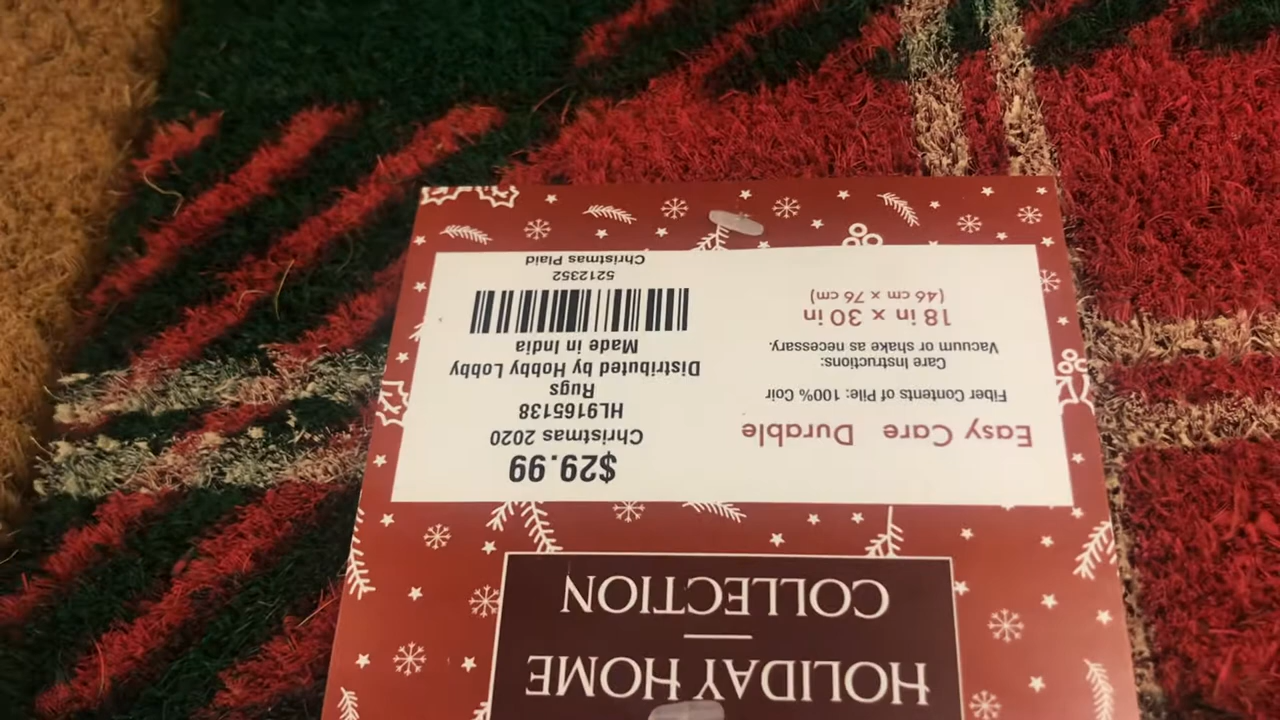 HOLIDAY HOME
COLLECTION
$29.99
Christmas 2020
HL9165138
Rugs
Distributed by Hobby Lobby
Made in India
5212352
Christmas Plaid
Easy Care Durable
Fiber Contents of Pile: 100% Coir
Care Instructions:
Vacuum or shake as necessary.
18 in x 30 in
(46 cm x 76 cm)